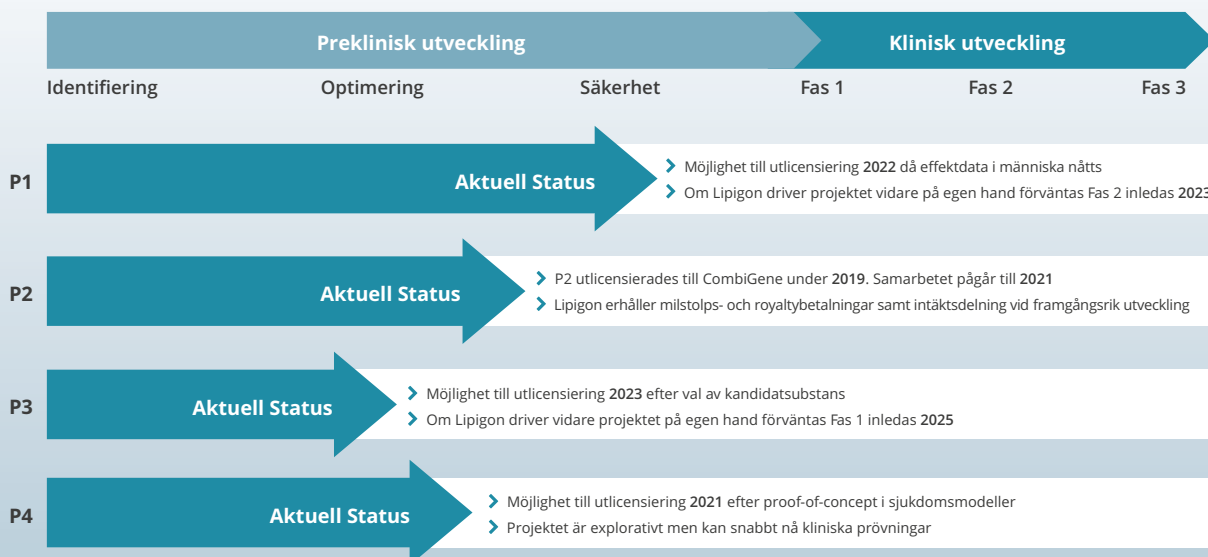 Preklinisk utveckling
Klinisk utveckling
Identifiering
Optimering
Säkerhet
Fas 1
Fas 2
Fas 3
P1
Aktuell Status
Möjlighet till utlicensiering 2022 då effektdata i människa nåtts
Om Lipigon driver projektet vidare på egen hand förväntas Fas 2 inledas 2023
P2
Aktuell Status
P2 utlicensierades till CombiGene under 2019. Samarbetet pågår till 2021
Lipigon erhåller milstolps- och royaltybetalningar samt intäktsdelning vid framgångsrik utveckling
P3
Aktuell Status
Möjlighet till utlicensiering 2023 efter val av kandidatsubstans
Om Lipigon driver vidare projektet på egen hand förväntas Fas 1 inledas 2025
P4
Aktuell Status
Möjlighet till utlicensiering 2021 efter proof-of-concept i sjukdomsmodeller
Projektet är explorativt men kan snabbt nå kliniska prövningar